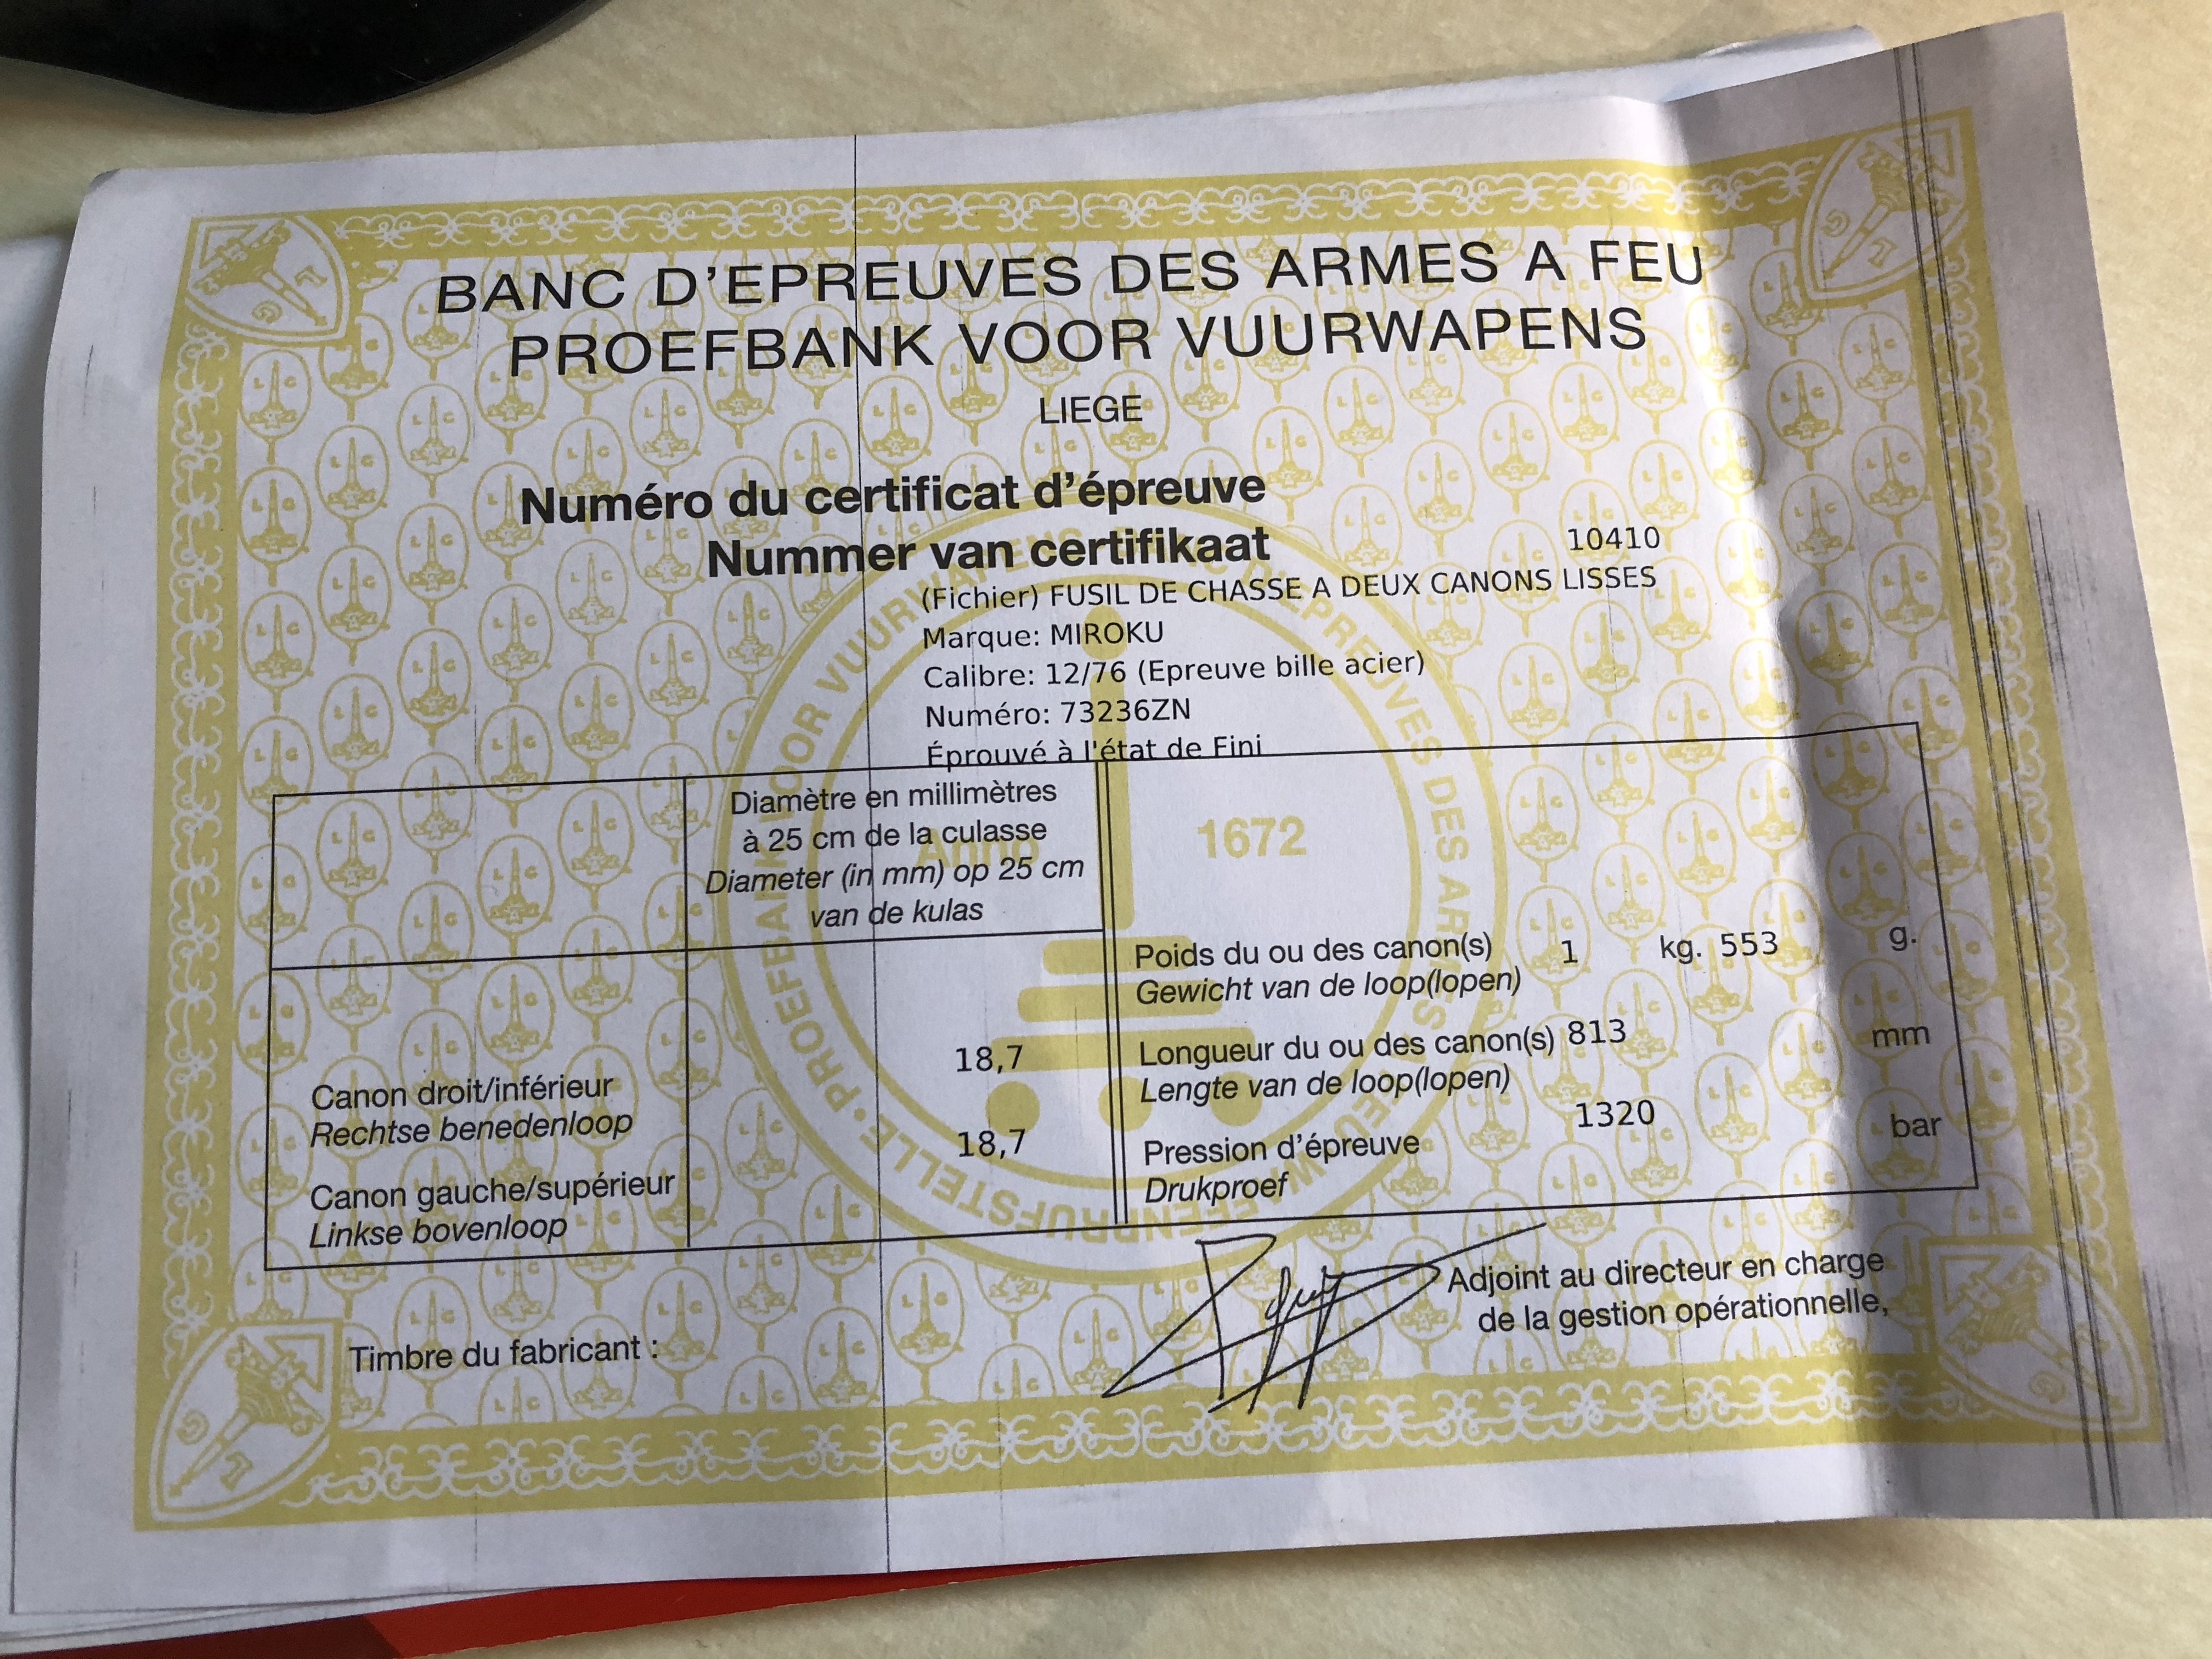 BANC D'EPREUVES DES ARMES A FEU
PROEFBANK VOOR VUURWAPENS
LIEGE
Numéro du certificat d'épreuve
Nummer van certifikaat
10410
(Fichier) FUSIL DE CHASSE A DEUX CANONS LISSES
Marque: MIROKU
Calibre: 12/76 (Epreuve bille acier)
Numéro: 73236ZN
Éprouvé à l'état de Fini
Diamètre en millimètres
à 25 cm de la culasse
Diameter (in mm) op 25 cm
van de kulas
1672
Poids du ou des canon(s) 1 kg. 553 g.
Gewicht van de loop(lopen)
Longueur du ou des canon(s) 813 mm
Lengte van de loop(lopen)
Pression d'épreuve 1320 bar
Drukproef
Canon droit/inférieur 18,7
Rechtse benedenloop
Canon gauche/supérieur 18,7
Linkse bovenloop
Timbre du fabricant :
Adjoint au directeur en charge
de la gestion opérationnelle,